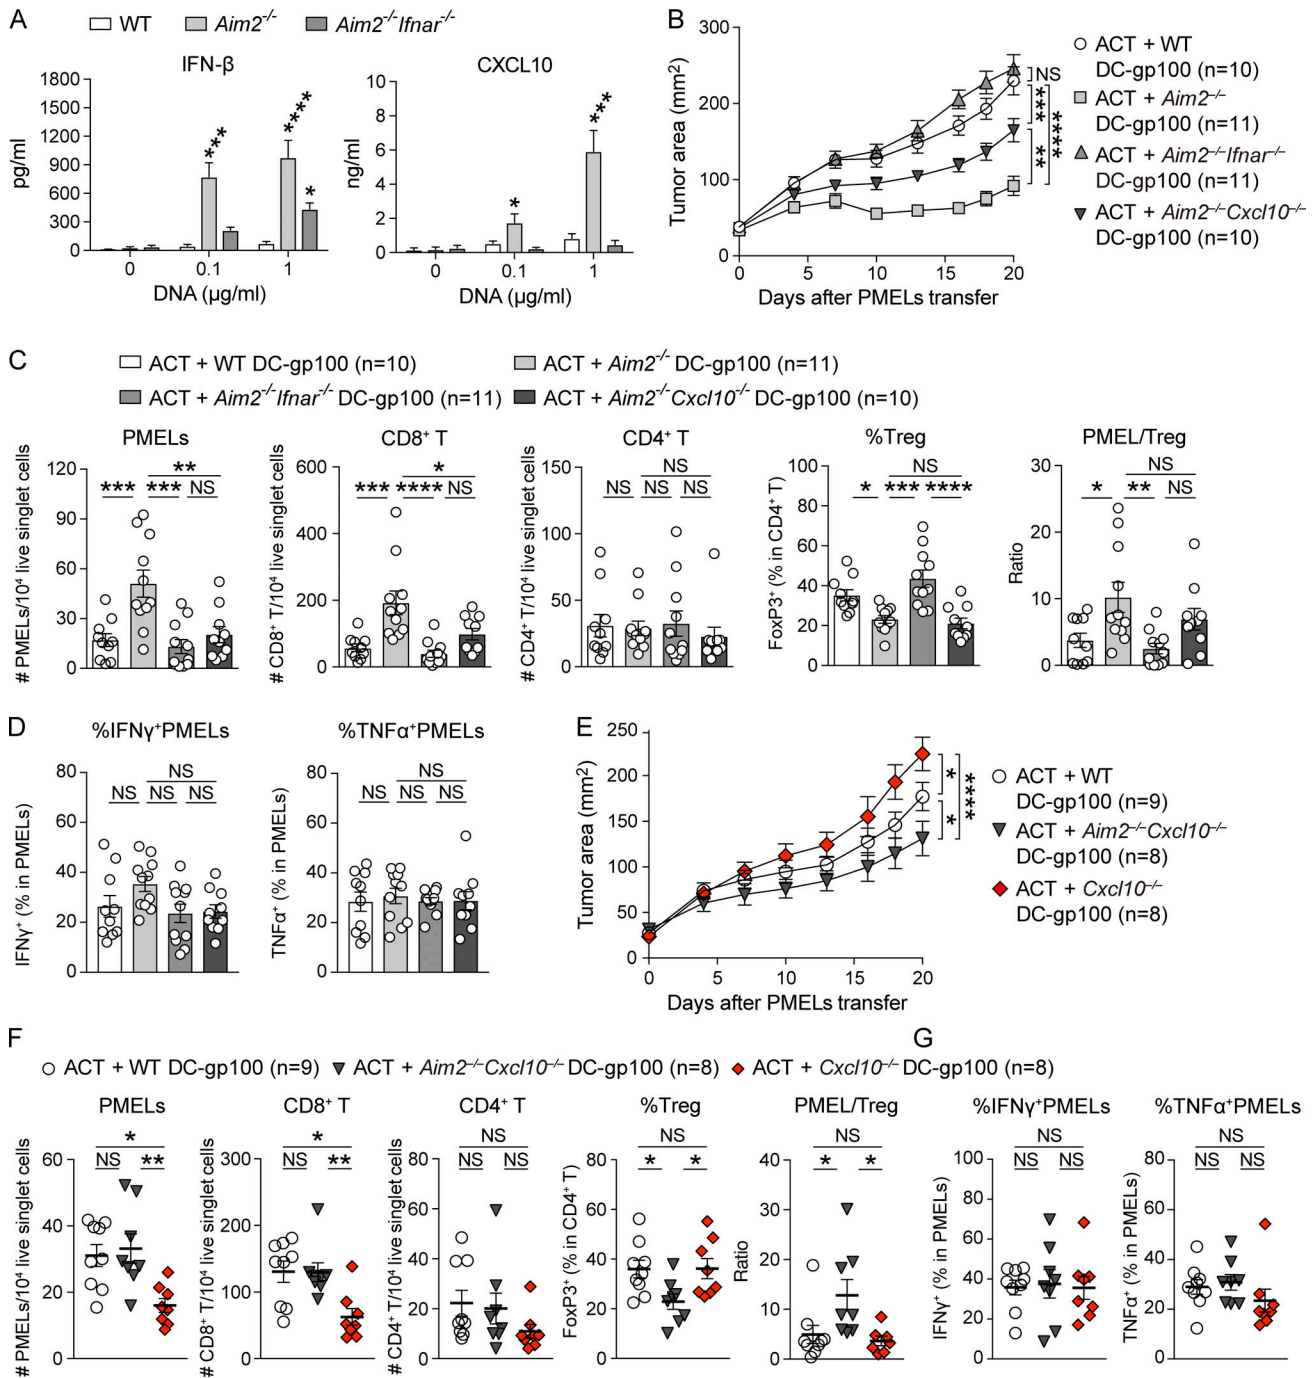 A
WT
Aim2-/-
Aim2-/-Ifnar-/-
IFN-β
pg/ml
1800
1500
1200
900
600
300
0
***
****
*
0
0.1
1
DNA (µg/ml)
CXCL10
ng/ml
10
8
6
4
2
0
*
***
0
0.1
1
DNA (µg/ml)
B
Tumor area (mm2)
300
200
100
0
0
5
10
15
20
Days after PMELs transfer
NS
***
**
****
ACT + WT
DC-gp100 (n=10)
ACT + Aim2–/–
DC-gp100 (n=11)
ACT + Aim2–/–Ifnar–/–
DC-gp100 (n=11)
ACT + Aim2–/–Cxcl10–/–
DC-gp100 (n=10)
C
ACT + WT DC-gp100 (n=10)
ACT + Aim2-/- DC-gp100 (n=11)
ACT + Aim2-/-Ifnar-/- DC-gp100 (n=11)
ACT + Aim2-/-Cxcl10-/- DC-gp100 (n=10)
PMELs
# PMELs/10⁴ live singlet cells
120
90
60
30
0
**
*** *** NS
CD8+ T
# CD8+ T/10⁴ live singlet cells
600
400
200
0
*
*** **** NS
CD4+ T
# CD4+ T/10⁴ live singlet cells
150
100
50
0
NS
NS NS NS
%Treg
FoxP3+ (% in CD4+ T)
100
80
60
40
20
0
NS
* *** ****
PMEL/Treg
Ratio
30
20
10
0
NS
* ** NS
D
%IFNγ+PMELs
IFNγ+ (% in PMELs)
80
60
40
20
0
NS
NS NS NS
%TNFα+PMELs
TNFα+ (% in PMELs)
80
60
40
20
0
NS
NS NS NS
E
Tumor area (mm2)
250
200
150
100
50
0
0
5
10
15
20
Days after PMELs transfer
*
*
****
ACT + WT
DC-gp100 (n=9)
ACT + Aim2–/–Cxcl10–/–
DC-gp100 (n=8)
ACT + Cxcl10–/–
DC-gp100 (n=8)
F
ACT + WT DC-gp100 (n=9)
ACT + Aim2–/–Cxcl10–/– DC-gp100 (n=8)
ACT + Cxcl10–/– DC-gp100 (n=8)
PMELs
# PMELs/10⁴ live singlet cells
60
40
20
0
*
NS **
CD8+ T
# CD8+ T/10⁴ live singlet cells
300
200
100
0
*
NS **
CD4+ T
# CD4+ T/10⁴ live singlet cells
80
60
40
20
0
NS
NS NS
%Treg
FoxP3+ (% in CD4+ T)
80
60
40
20
0
NS
* *
PMEL/Treg
Ratio
40
30
20
10
0
NS
* *
G
%IFNγ+PMELs
IFNγ+ (% in PMELs)
100
80
60
40
20
0
NS
NS NS
%TNFα+PMELs
TNFα+ (% in PMELs)
80
60
40
20
0
NS
NS NS